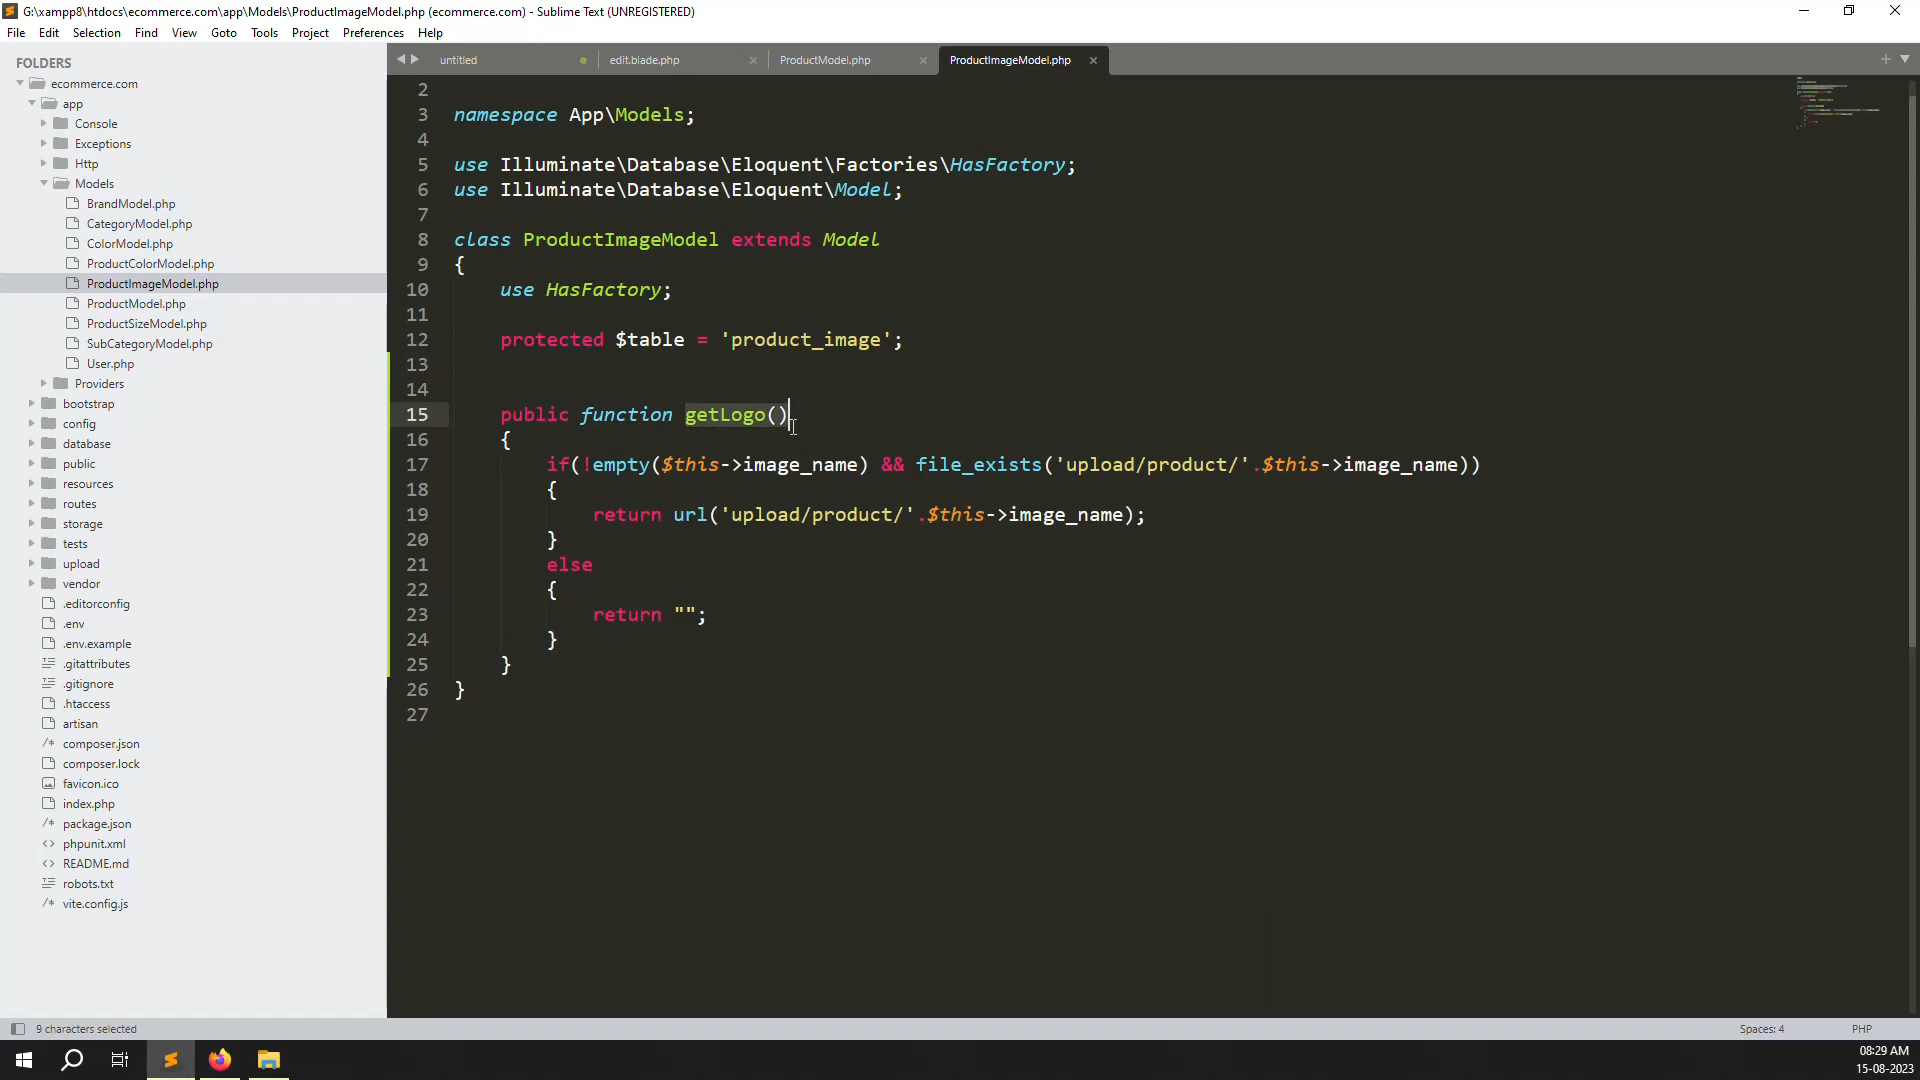 G:\xampp8\htdocs\ecommerce.com\app\Models\ProductImageModel.php (ecommerce.com) - Sublime Text (UNREGISTERED)
File Edit Selection Find View Goto Tools Project Preferences Help
FOLDERS
ecommerce.com
app
Console
Exceptions
Http
Models
BrandModel.php
CategoryModel.php
ColorModel.php
ProductColorModel.php
ProductImageModel.php
ProductModel.php
ProductSizeModel.php
SubCategoryModel.php
User.php
Providers
bootstrap
config
database
public
resources
routes
storage
tests
upload
vendor
.editorconfig
.env
.env.example
.gitattributes
.gitignore
.htaccess
artisan
composer.json
composer.lock
favicon.ico
index.php
package.json
phpunit.xml
README.md
robots.txt
vite.config.js
untitled edit.blade.php ProductModel.php ProductImageModel.php
2
3 namespace App\Models;
4
5 use Illuminate\Database\Eloquent\Factories\HasFactory;
6 use Illuminate\Database\Eloquent\Model;
7
8 class ProductImageModel extends Model
9 {
10 use HasFactory;
11
12 protected $table = 'product_image';
13
14
15 public function getLogo()
16 {
17 if(!empty($this->image_name) && file_exists('upload/product/'.$this->image_name))
18 {
19 return url('upload/product/'.$this->image_name);
20 }
21 else
22 {
23 return "";
24 }
25 }
26 }
27
9 characters selected Spaces: 4 PHP
08:29 AM
15-08-2023